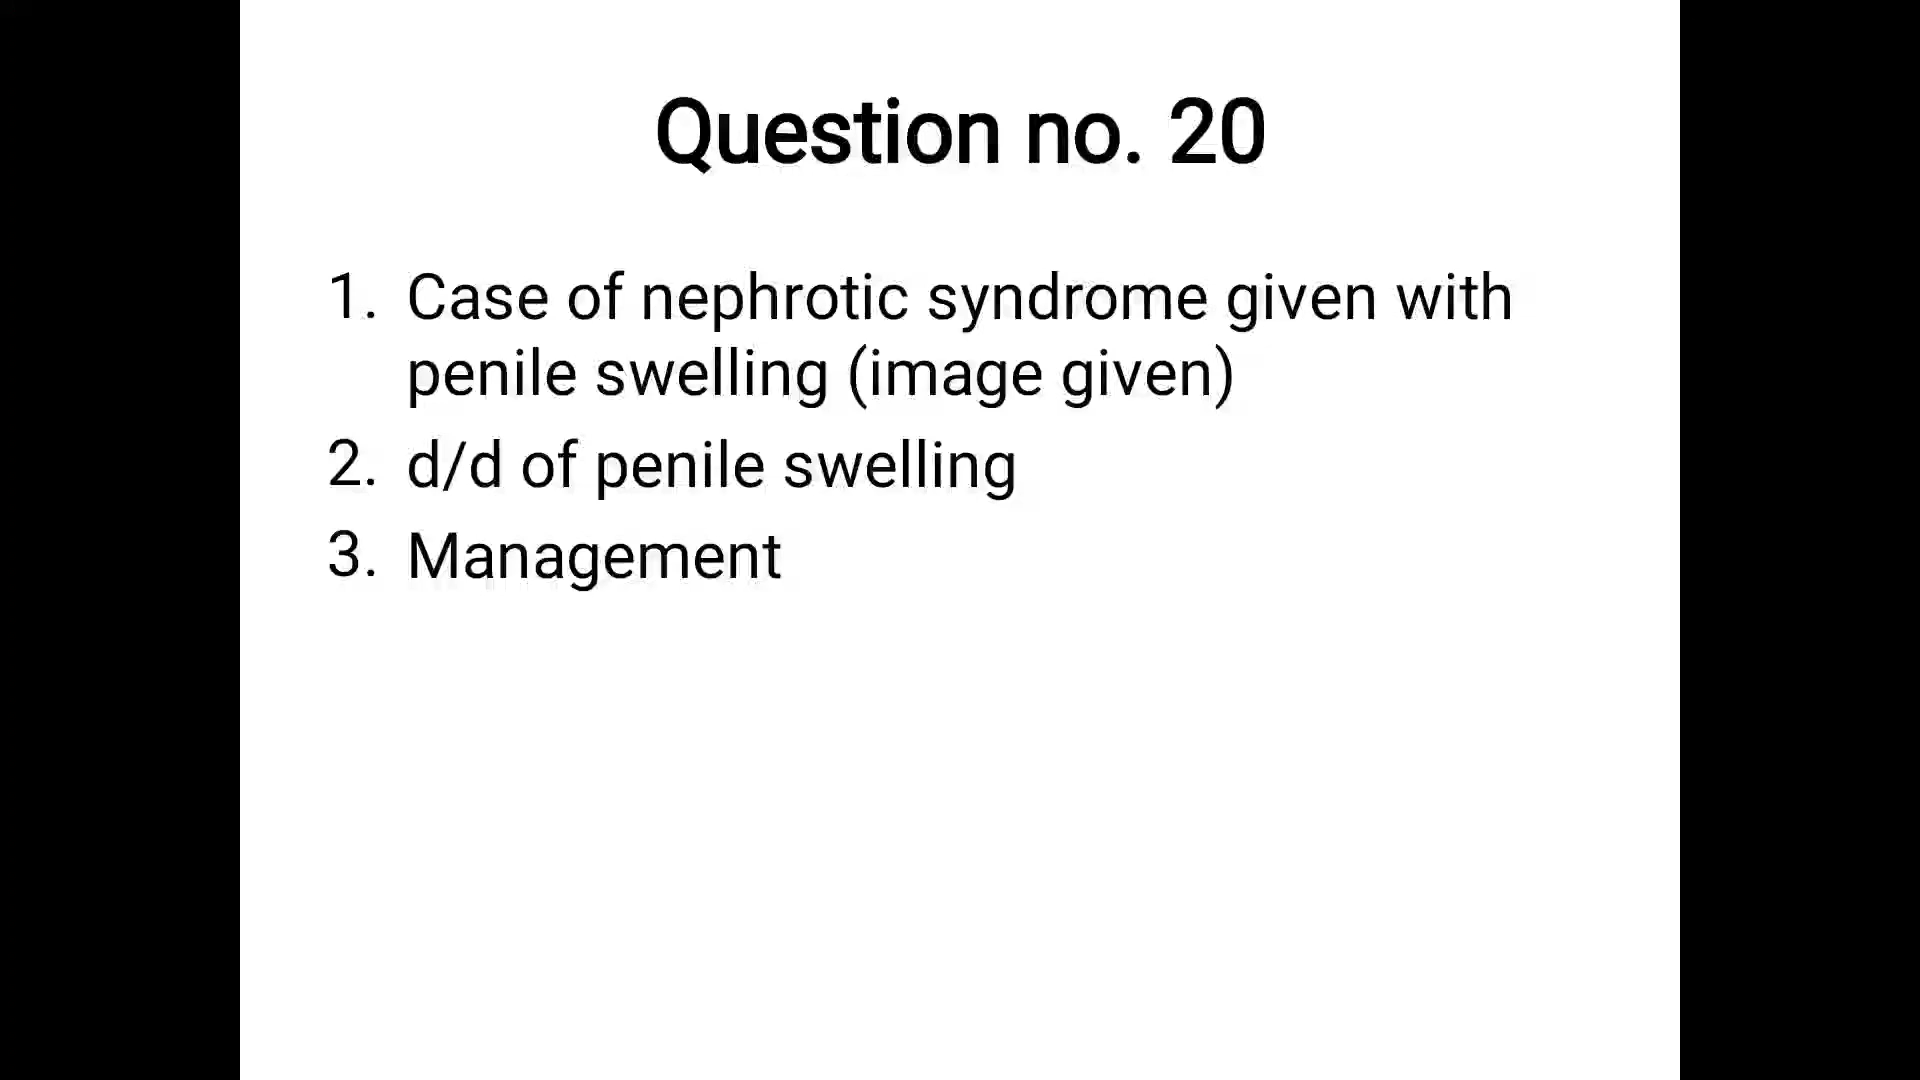 Question no. 20
1. Case of nephrotic syndrome given with
penile swelling (image given)
2. d/d of penile swelling
3. Management